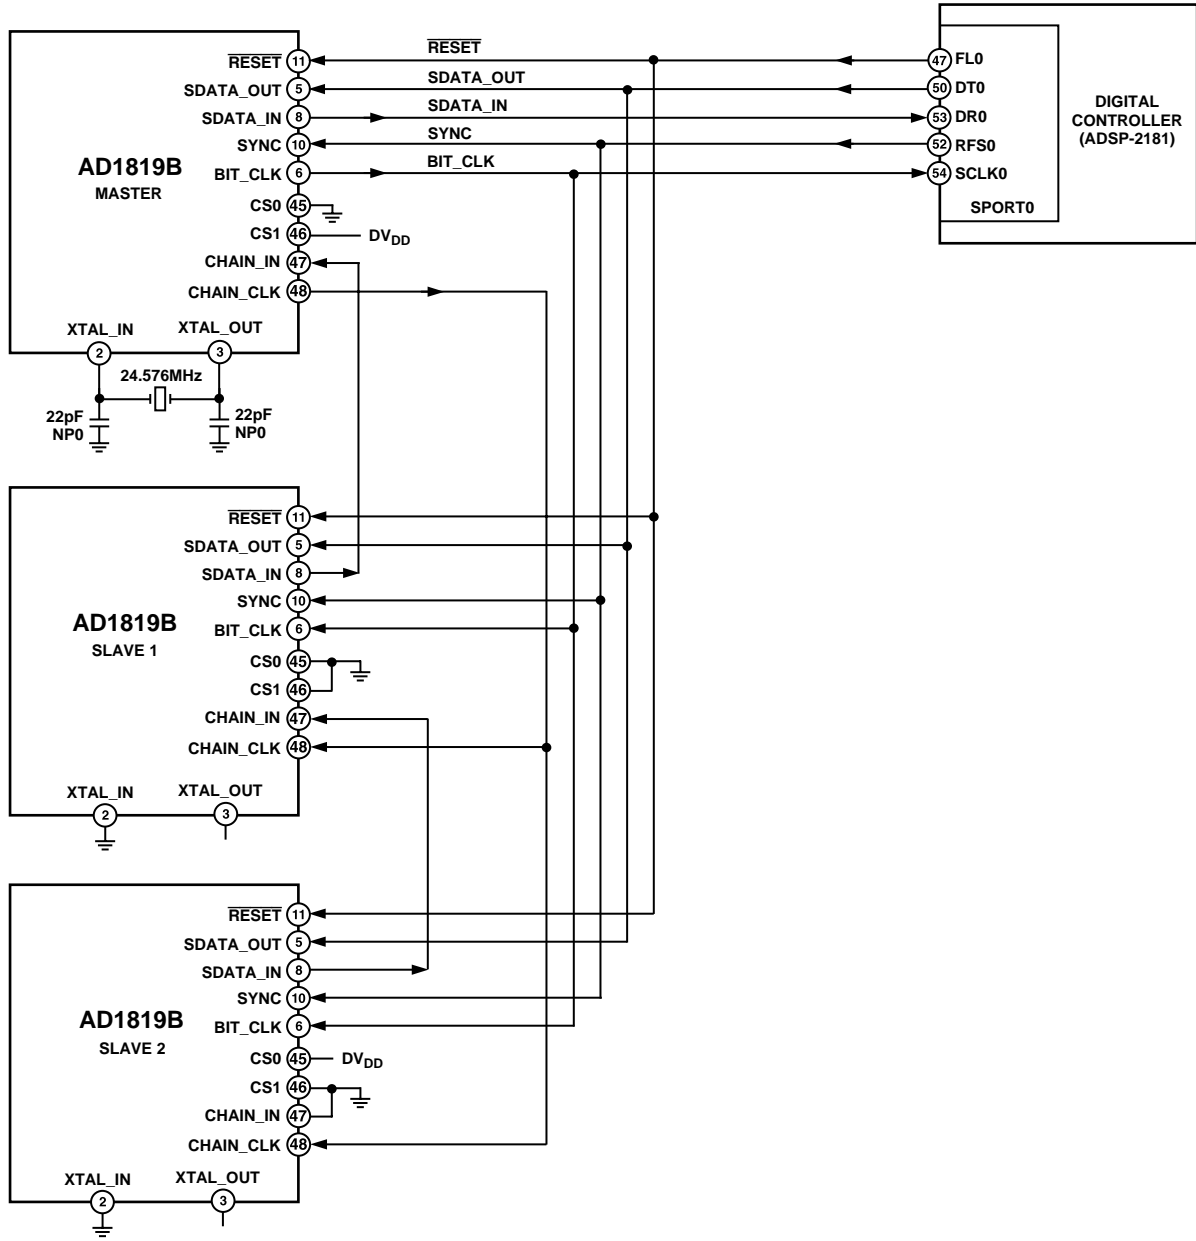 RESET 11
SDATA_OUT 5
SDATA_IN 8
SYNC 10
BIT_CLK 6
CS0 45
CS1 46 DVDD
CHAIN_IN 47
CHAIN_CLK 48
AD1819B
MASTER
XTAL_IN
2
XTAL_OUT
3
24.576MHz
22pF
NP0
22pF
NP0
RESET
SDATA_OUT
SDATA_IN
SYNC
BIT_CLK
47 FL0
50 DT0
53 DR0
52 RFS0
54 SCLK0
SPORT0
DIGITAL
CONTROLLER
(ADSP-2181)
RESET 11
SDATA_OUT 5
SDATA_IN 8
SYNC 10
BIT_CLK 6
CS0 45
CS1 46
CHAIN_IN 47
CHAIN_CLK 48
AD1819B
SLAVE 1
XTAL_IN
2
XTAL_OUT
3
RESET 11
SDATA_OUT 5
SDATA_IN 8
SYNC 10
BIT_CLK 6
CS0 45 DVDD
CS1 46
CHAIN_IN 47
CHAIN_CLK 48
AD1819B
SLAVE 2
XTAL_IN
2
XTAL_OUT
3